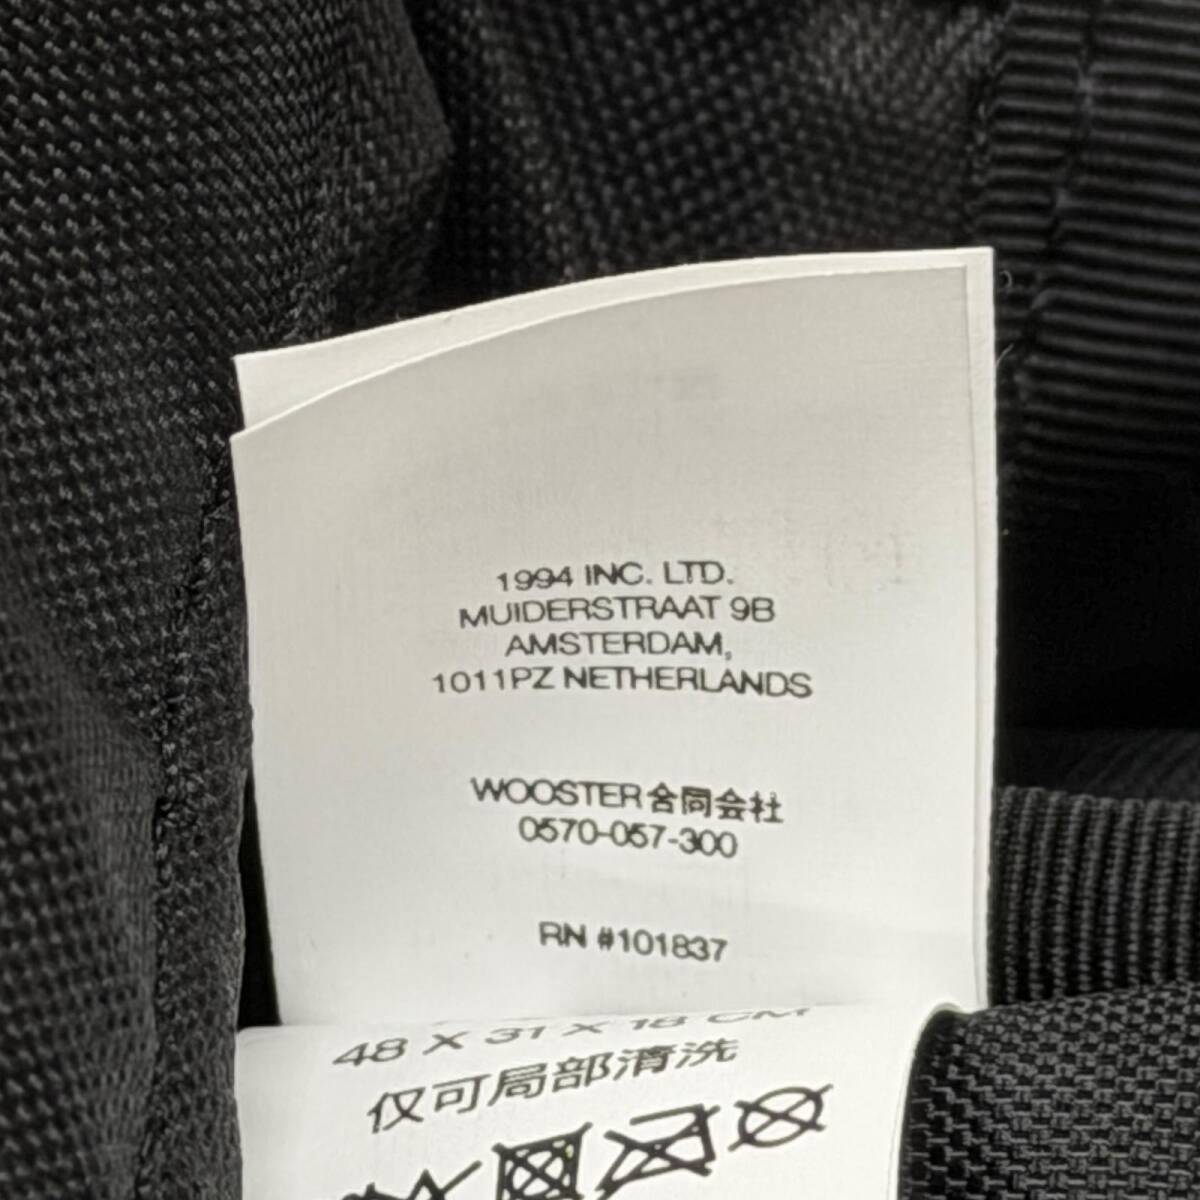 1994 INC. LTD.
MUIDERSTRAAT 9B
AMSTERDAM,
1011PZ NETHERLANDS
WOOSTER合同会社
0570-057-300
RN #101837
48 X 31 X 18 CM
仅可局部清洗